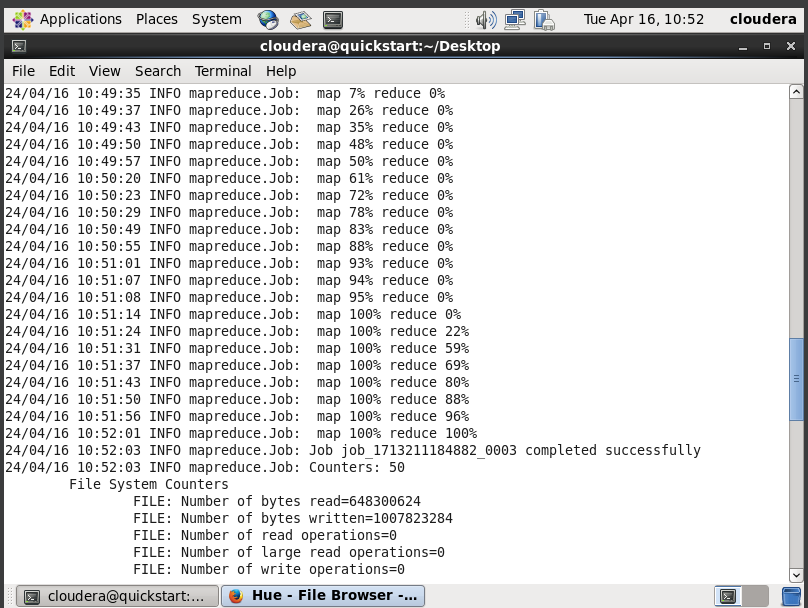 Applications Places System Tue Apr 16, 10:52 cloudera
cloudera@quickstart:~/Desktop
File Edit View Search Terminal Help
24/04/16 10:49:35 INFO mapreduce.Job:  map 7% reduce 0%
24/04/16 10:49:37 INFO mapreduce.Job:  map 26% reduce 0%
24/04/16 10:49:43 INFO mapreduce.Job:  map 35% reduce 0%
24/04/16 10:49:50 INFO mapreduce.Job:  map 48% reduce 0%
24/04/16 10:49:57 INFO mapreduce.Job:  map 50% reduce 0%
24/04/16 10:50:20 INFO mapreduce.Job:  map 61% reduce 0%
24/04/16 10:50:23 INFO mapreduce.Job:  map 72% reduce 0%
24/04/16 10:50:29 INFO mapreduce.Job:  map 78% reduce 0%
24/04/16 10:50:49 INFO mapreduce.Job:  map 83% reduce 0%
24/04/16 10:50:55 INFO mapreduce.Job:  map 88% reduce 0%
24/04/16 10:51:01 INFO mapreduce.Job:  map 93% reduce 0%
24/04/16 10:51:07 INFO mapreduce.Job:  map 94% reduce 0%
24/04/16 10:51:08 INFO mapreduce.Job:  map 95% reduce 0%
24/04/16 10:51:14 INFO mapreduce.Job:  map 100% reduce 0%
24/04/16 10:51:24 INFO mapreduce.Job:  map 100% reduce 22%
24/04/16 10:51:31 INFO mapreduce.Job:  map 100% reduce 59%
24/04/16 10:51:37 INFO mapreduce.Job:  map 100% reduce 69%
24/04/16 10:51:43 INFO mapreduce.Job:  map 100% reduce 80%
24/04/16 10:51:50 INFO mapreduce.Job:  map 100% reduce 88%
24/04/16 10:51:56 INFO mapreduce.Job:  map 100% reduce 96%
24/04/16 10:52:01 INFO mapreduce.Job:  map 100% reduce 100%
24/04/16 10:52:03 INFO mapreduce.Job: Job job_1713211184882_0003 completed successfully
24/04/16 10:52:03 INFO mapreduce.Job: Counters: 50
File System Counters
FILE: Number of bytes read=648300624
FILE: Number of bytes written=1007823284
FILE: Number of read operations=0
FILE: Number of large read operations=0
FILE: Number of write operations=0
cloudera@quickstart:... Hue - File Browser -...